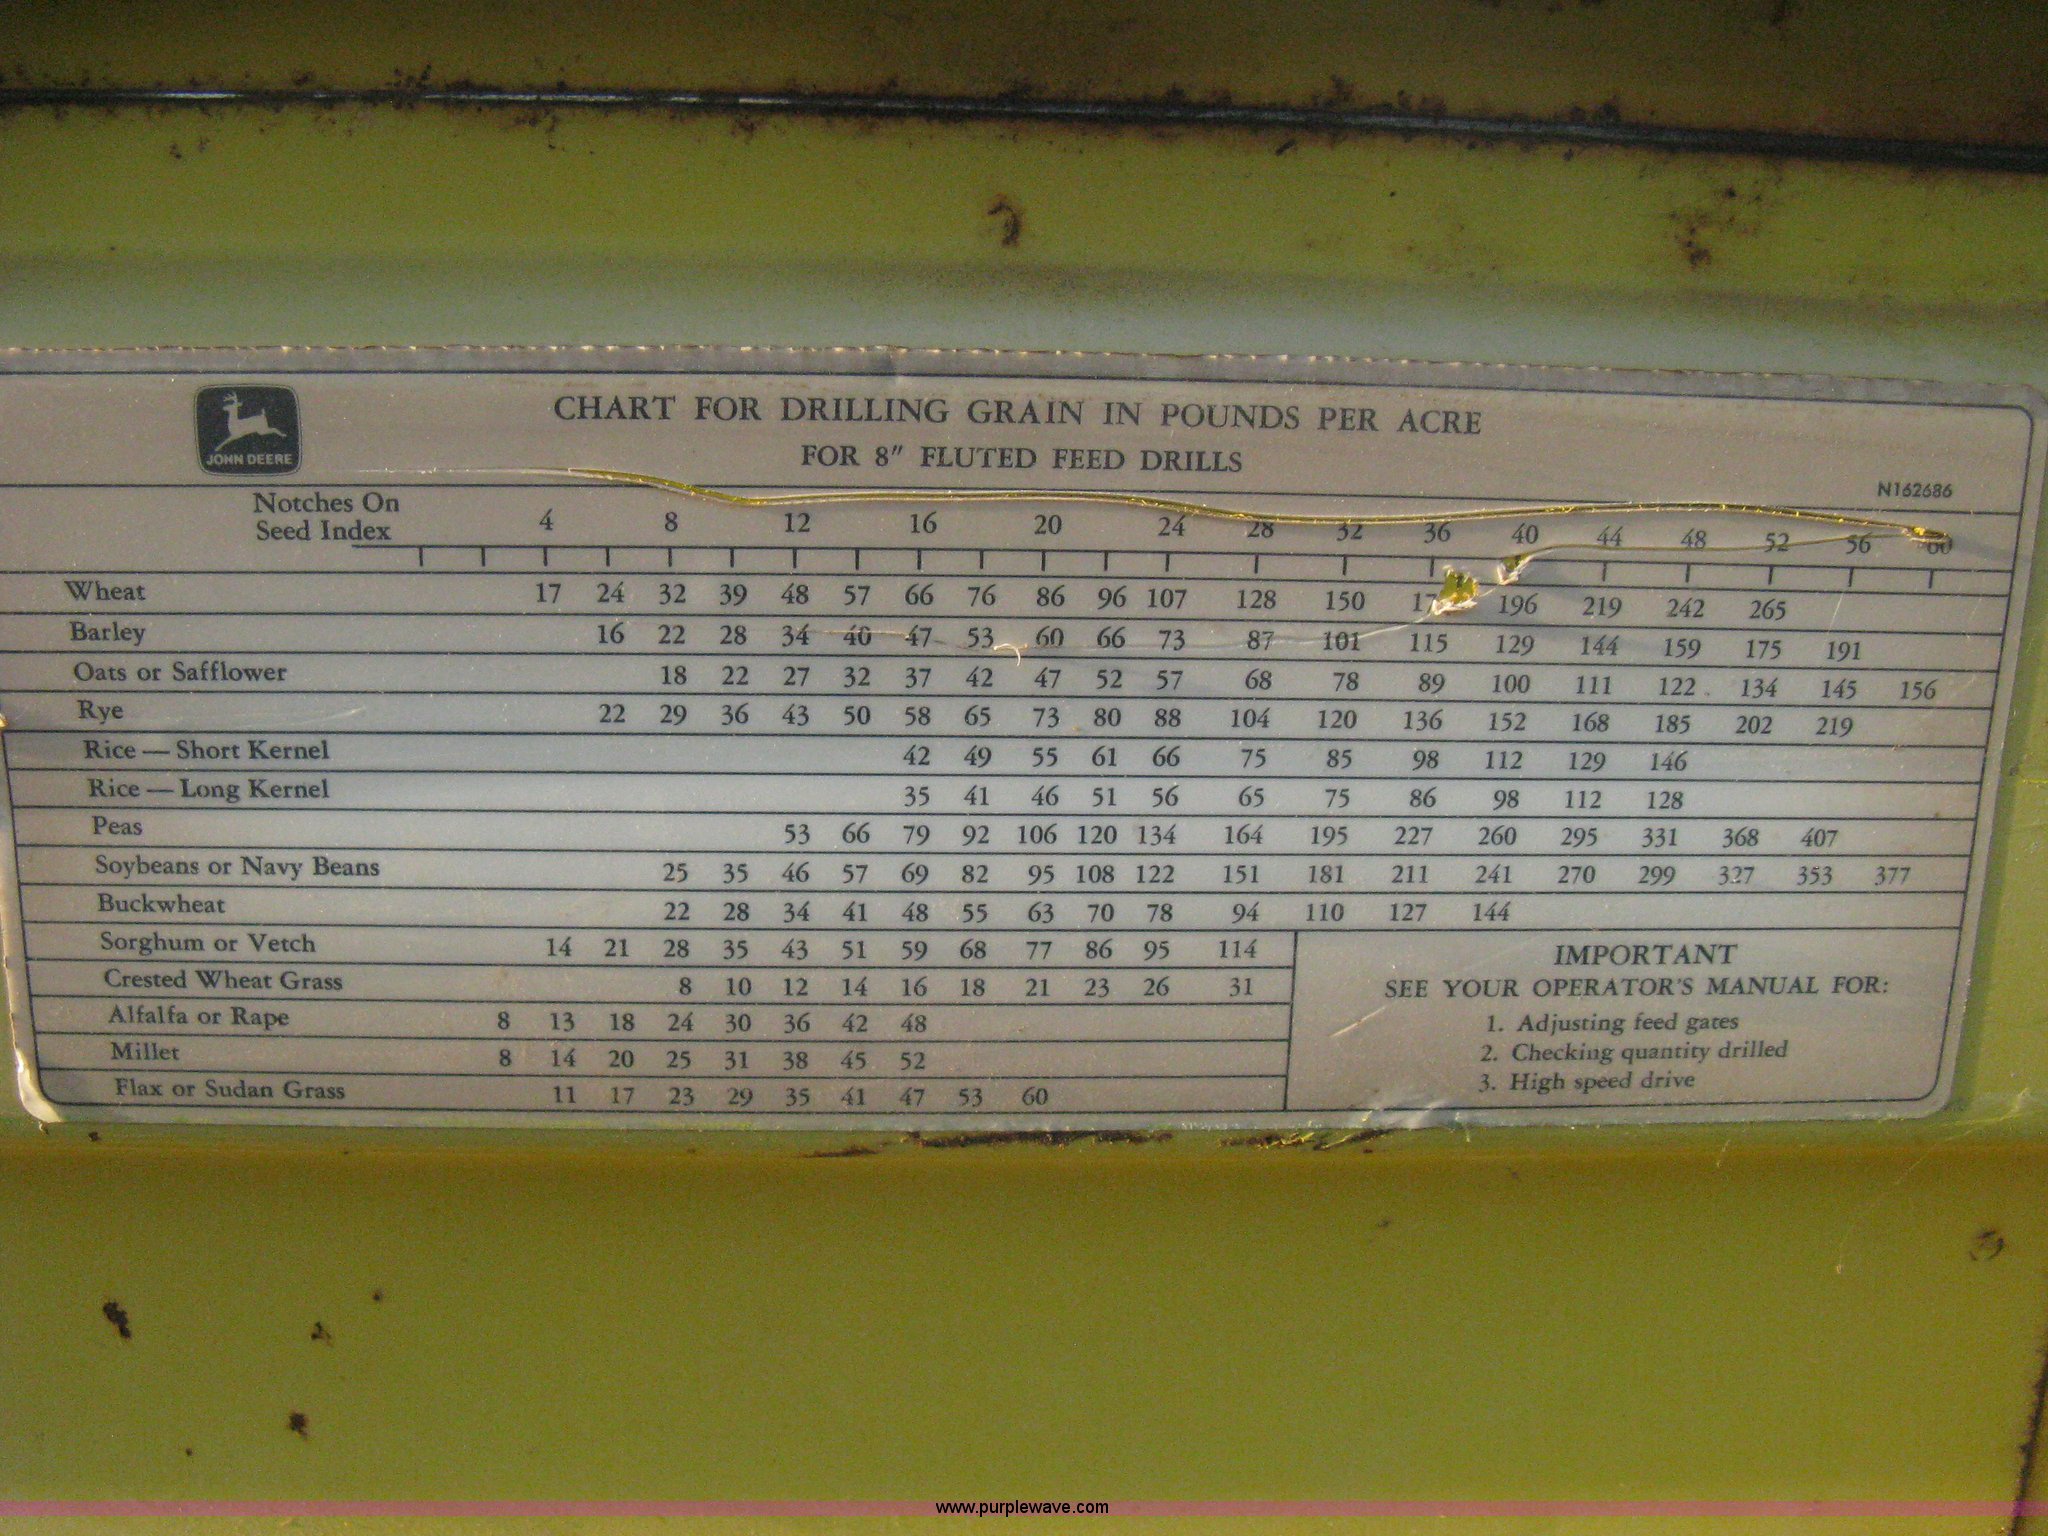 JOHN DEERE
CHART FOR DRILLING GRAIN IN POUNDS PER ACRE
FOR 8" FLUTED FEED DRILLS
N162686
Notches On
Seed Index 4 8 12 16 20 24 28 32 36 40 44 48 52 56 60
Wheat 17 24 32 39 48 57 66 76 86 96 107 128 150 196 219 242 265
Barley 16 22 28 34 40 47 53 60 66 73 87 101 115 129 144 159 175 191
Oats or Safflower 18 22 27 32 37 42 47 52 57 68 78 89 100 111 122 134 145 156
Rye 22 29 36 43 50 58 65 73 80 88 104 120 136 152 168 185 202 219
Rice — Short Kernel 42 49 55 61 66 75 85 98 112 129 146
Rice — Long Kernel 35 41 46 51 56 65 75 86 98 112 128
Peas 53 66 79 92 106 120 134 164 195 227 260 295 331 368 407
Soybeans or Navy Beans 25 35 46 57 69 82 95 108 122 151 181 211 241 270 299 327 353 377
Buckwheat 22 28 34 41 48 55 63 70 78 94 110 127 144
Sorghum or Vetch 14 21 28 35 43 51 59 68 77 86 95 114
Crested Wheat Grass 8 10 12 14 16 18 21 23 26 31
Alfalfa or Rape 8 13 18 24 30 36 42 48
Millet 8 14 20 25 31 38 45 52
Flax or Sudan Grass 11 17 23 29 35 41 47 53 60
IMPORTANT
SEE YOUR OPERATOR'S MANUAL FOR:
1. Adjusting feed gates
2. Checking quantity drilled
3. High speed drive
www.purplewave.com